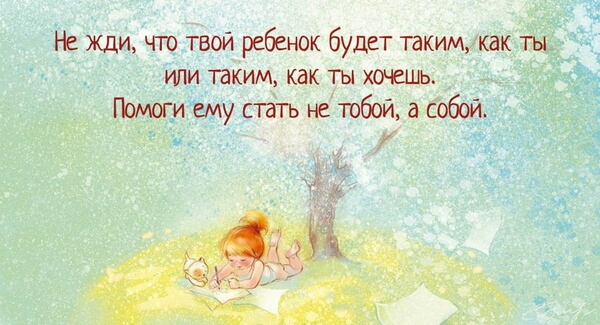 Не жди, что твой ребенок будет таким, как ты
или таким, как ты хочешь.
Помоги ему стать не тобой, а собой.